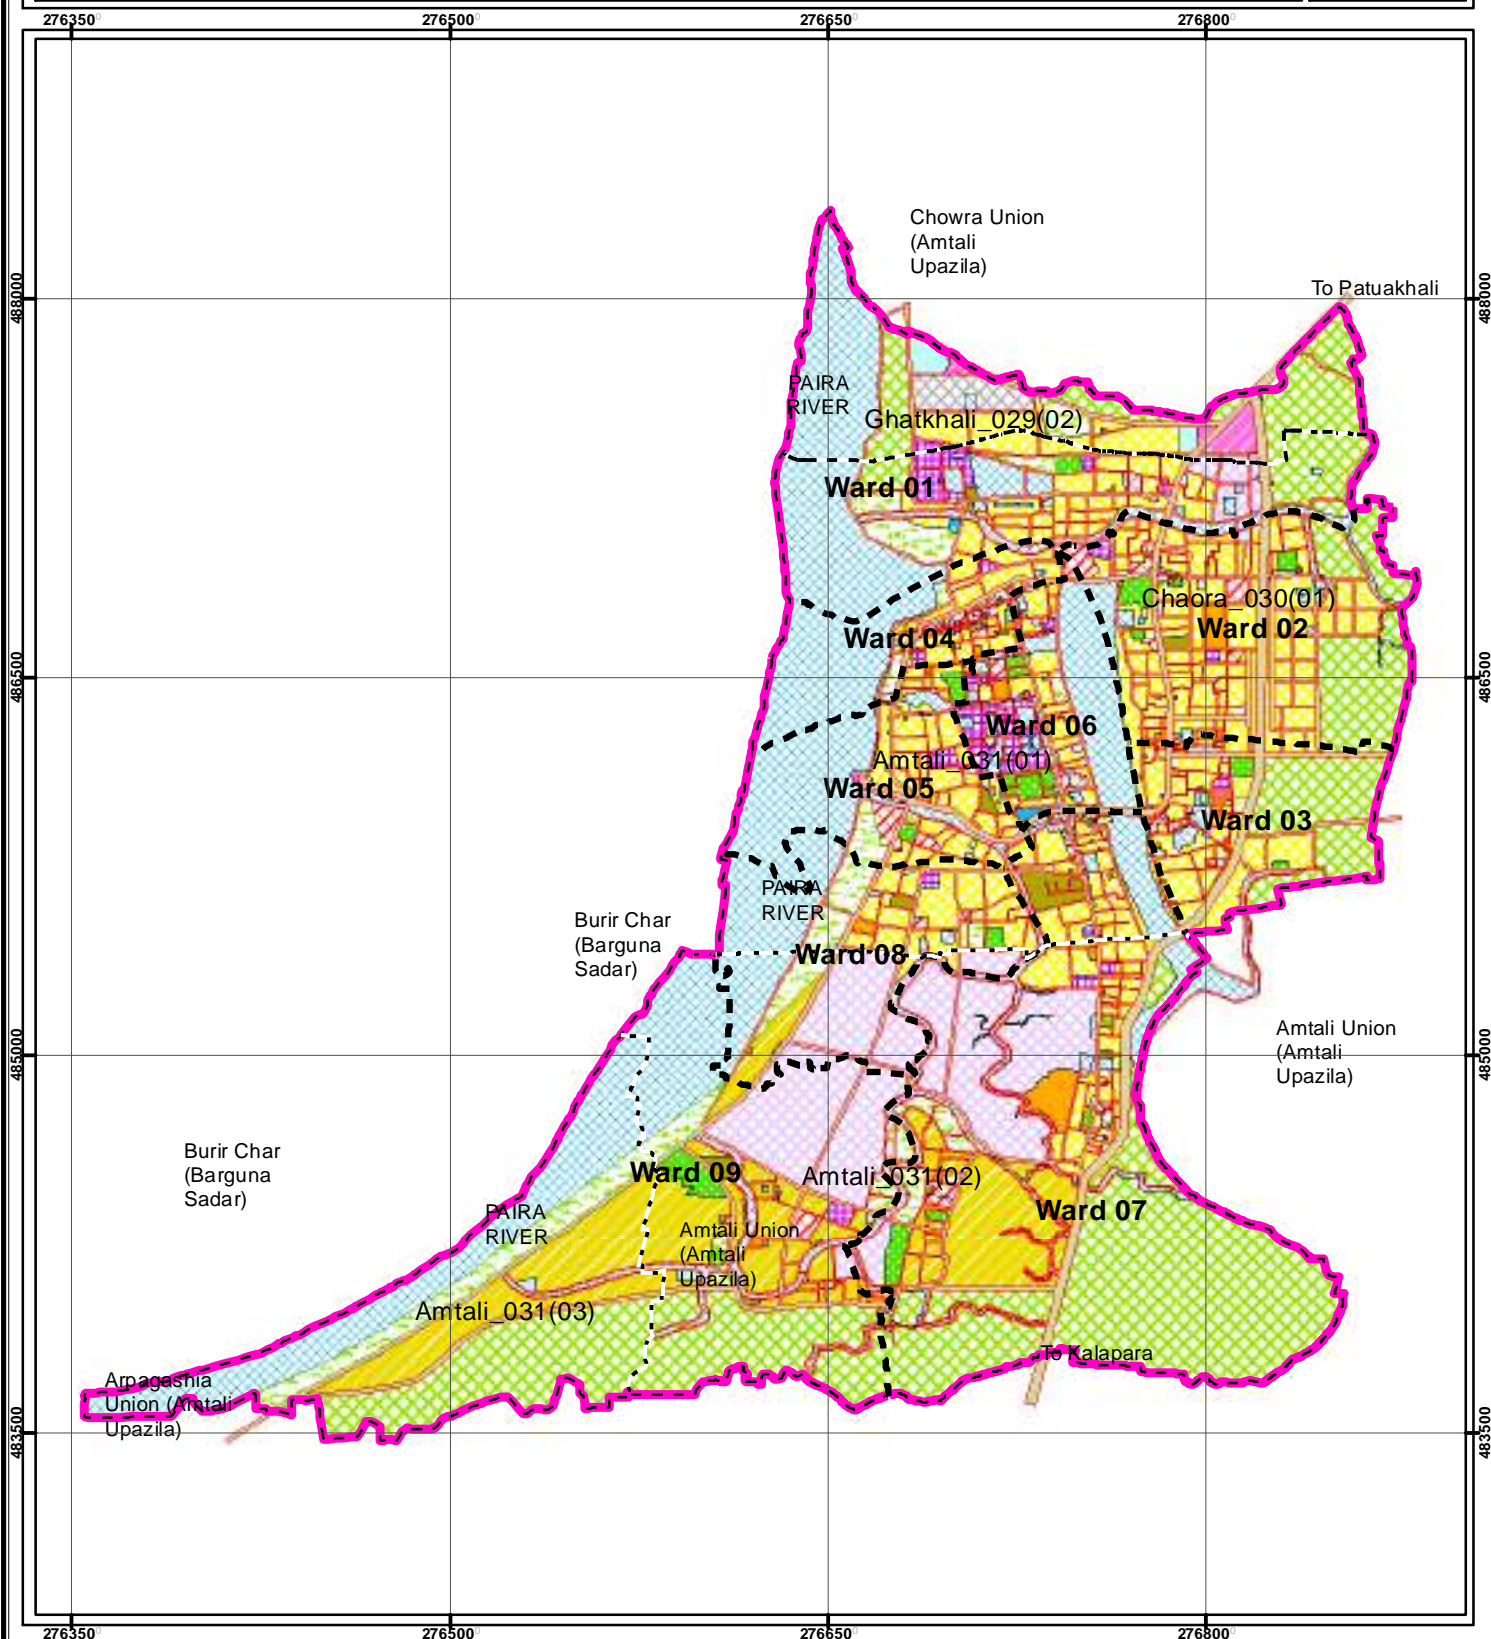 276350
276500
276650
276800
Chowra Union
(Amtali
Upazila)
To Patuakhali
488000
488000
PAIRA
RIVER
Ghatkhali_029(02)
Ward 01
Chaora_030(01)
Ward 02
Ward 04
486500
486500
Ward 06
Amtali_031(01)
Ward 05
Ward 03
PAIRA
RIVER
Burir Char
(Barguna
Sadar)
Ward 08
Amtali Union
(Amtali
Upazila)
485000
485000
Burir Char
(Barguna
Sadar)
Ward 09
Amtali_031(02)
Ward 07
PAIRA
RIVER
Amtali Union
(Amtali
Upazila)
Amtali_031(03)
To Kalapara
Arpagashia
Union (Amtali
Upazila)
483500
483500
276350
276500
276650
276800